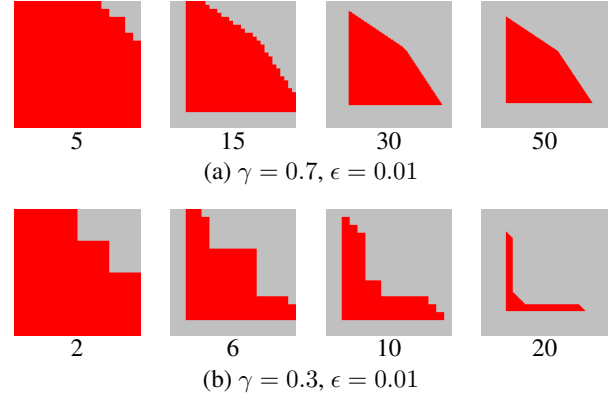 5 15 30 50
(a) γ = 0.7, ϵ = 0.01
2 6 10 20
(b) γ = 0.3, ϵ = 0.01